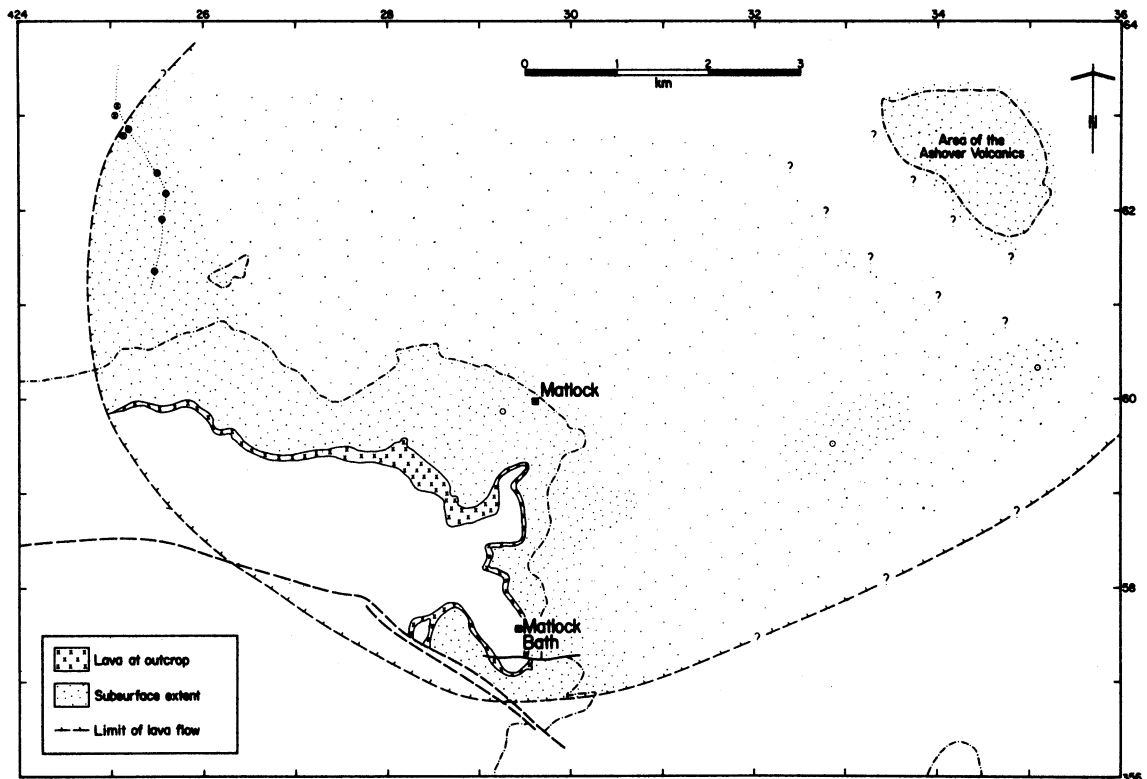 424 26 28 30 32 34 36
64
0 1 2 3
km
N
Area of the
Ashover Volcanics
? ? ? ? ? ? ? ? ? ? ? ?
62
Matlock
60
? ? ?
58
Matlock
Bath
Lava at outcrop
Subsurface extent
Limit of lava flow